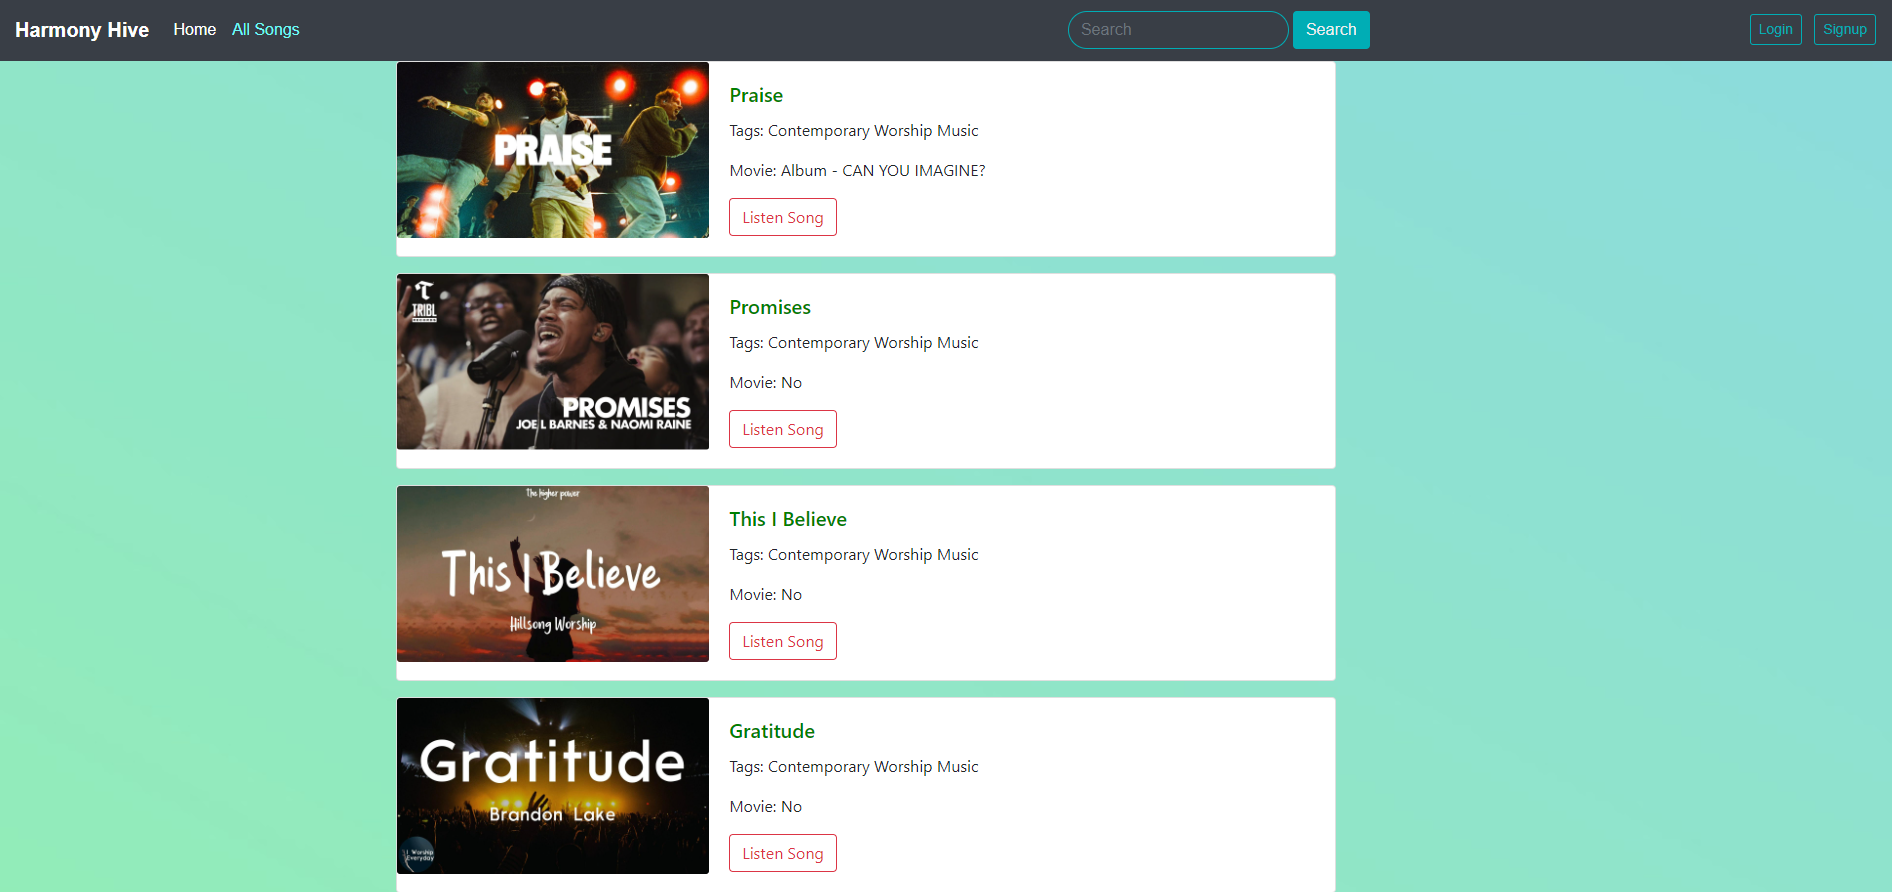 Harmony Hive Home All Songs Search Search Login Signup
PRAISE
Praise
Tags: Contemporary Worship Music
Movie: Album - CAN YOU IMAGINE?
Listen Song
TRIBL
PROMISES
JOE L BARNES & NAOMI RAINE
Promises
Tags: Contemporary Worship Music
Movie: No
Listen Song
the higher power
This I Believe
Hillsong Worship
This I Believe
Tags: Contemporary Worship Music
Movie: No
Listen Song
Gratitude
Brandon Lake
I Worship
Everyday
Gratitude
Tags: Contemporary Worship Music
Movie: No
Listen Song